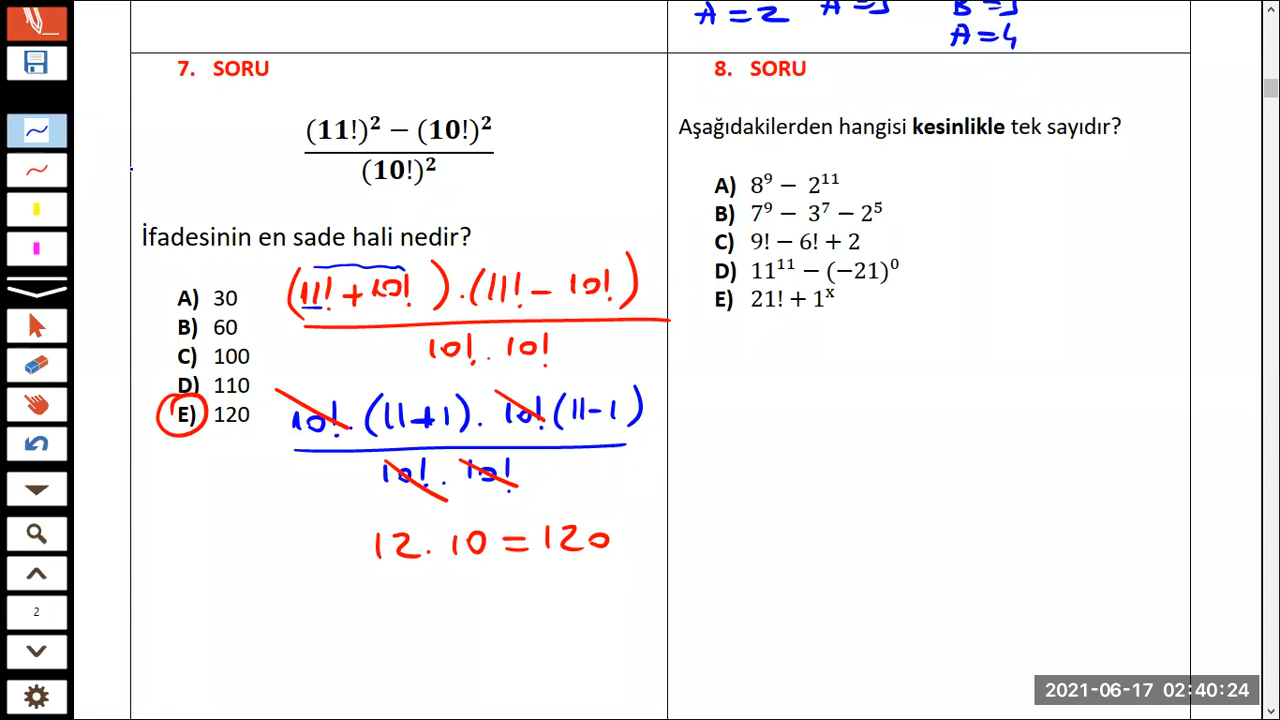 A = 2
A = 4
7. SORU
(11!)² − (10!)²
(10!)²
İfadesinin en sade hali nedir?
A) 30
B) 60
C) 100
D) 110
E) 120
(11! + 10!) . (11! − 10!)
10! . 10!
10! . (11+1) . 10! (11−1)
10! . 10!
12 . 10 = 120
8. SORU
Aşağıdakilerden hangisi kesinlikle tek sayıdır?
A) 8⁹ − 2¹¹
B) 7⁹ − 3⁷ − 2⁵
C) 9! − 6! + 2
D) 11¹¹ − (−21)⁰
E) 21! + 1ˣ
2
2021-06-17 02:40:24